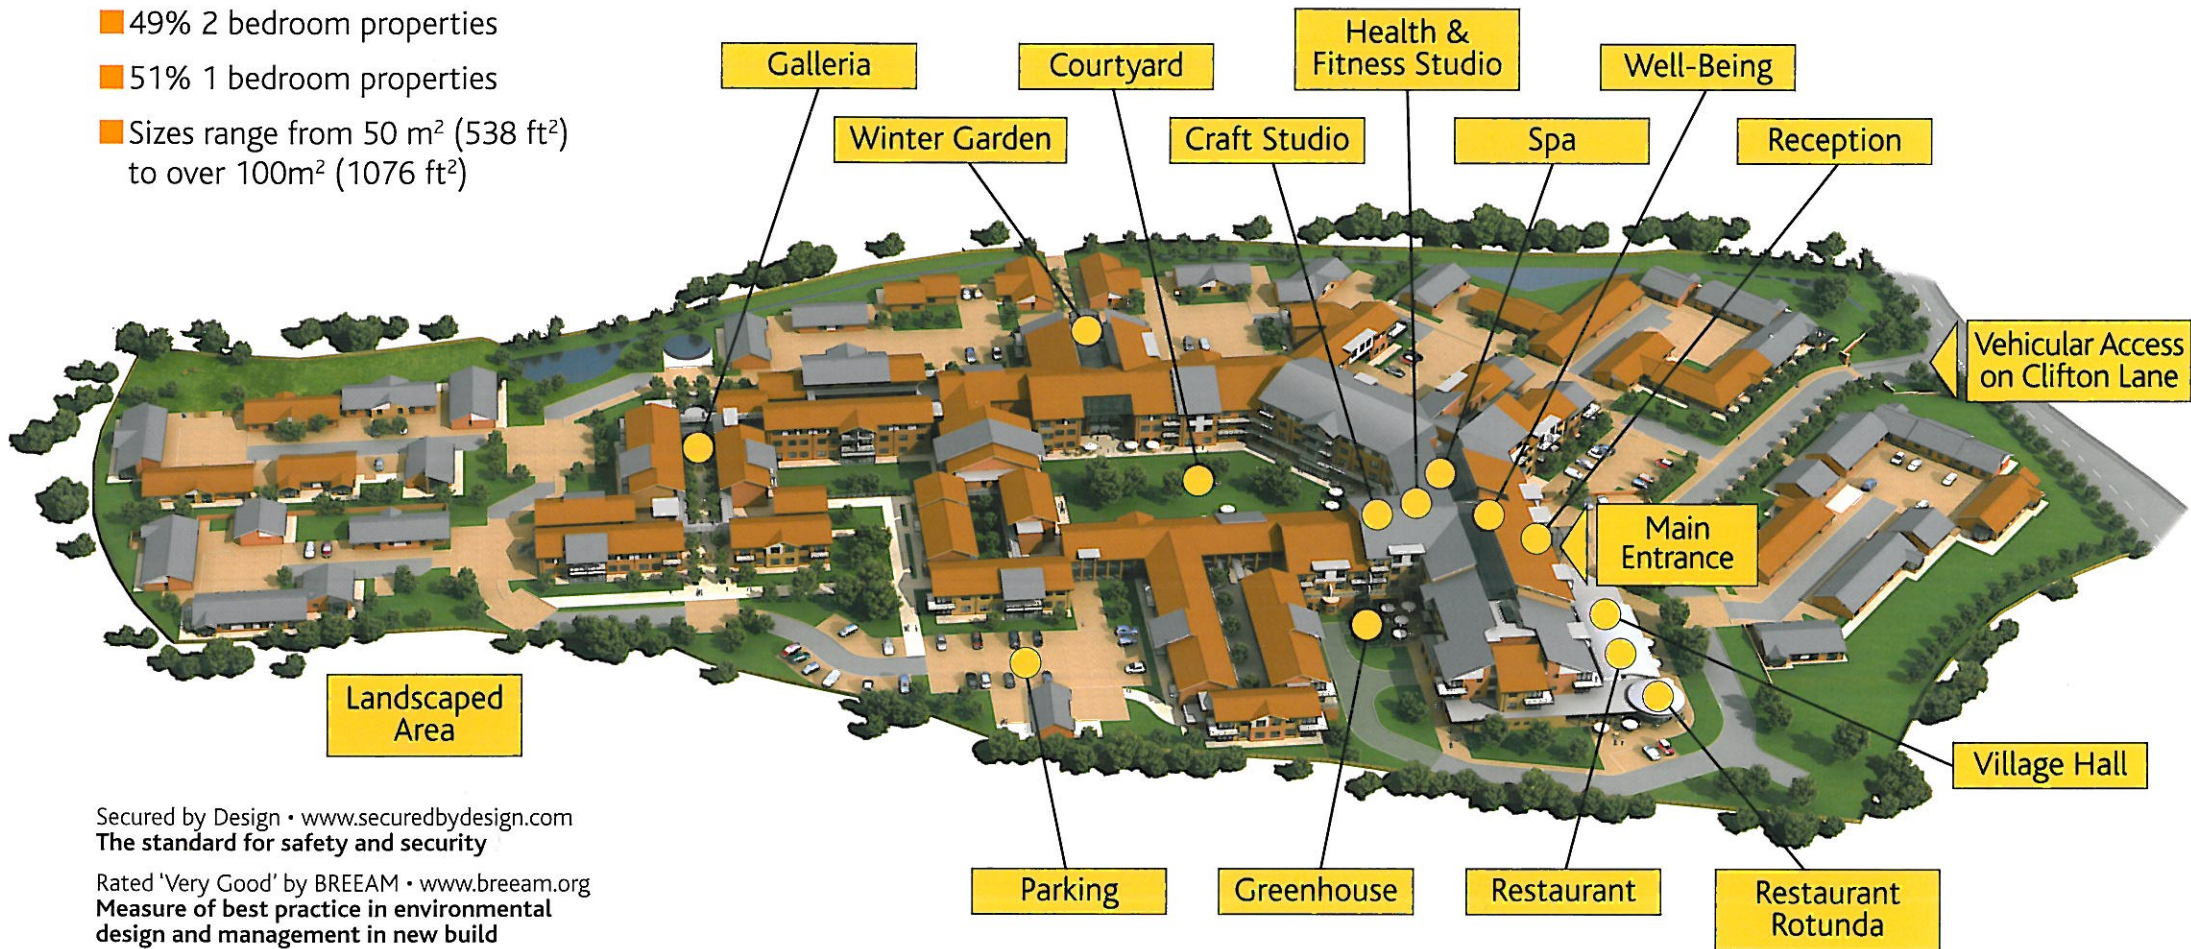 49% 2 bedroom properties
51% 1 bedroom properties
Sizes range from 50 m² (538 ft²)
to over 100m² (1076 ft²)
Galleria
Courtyard
Health &
Fitness Studio
Well-Being
Winter Garden
Craft Studio
Spa
Reception
Vehicular Access
on Clifton Lane
Main
Entrance
Landscaped
Area
Village Hall
Parking
Greenhouse
Restaurant
Restaurant
Rotunda
Secured by Design • www.securedbydesign.com
The standard for safety and security
Rated 'Very Good' by BREEAM • www.breeam.org
Measure of best practice in environmental
design and management in new build